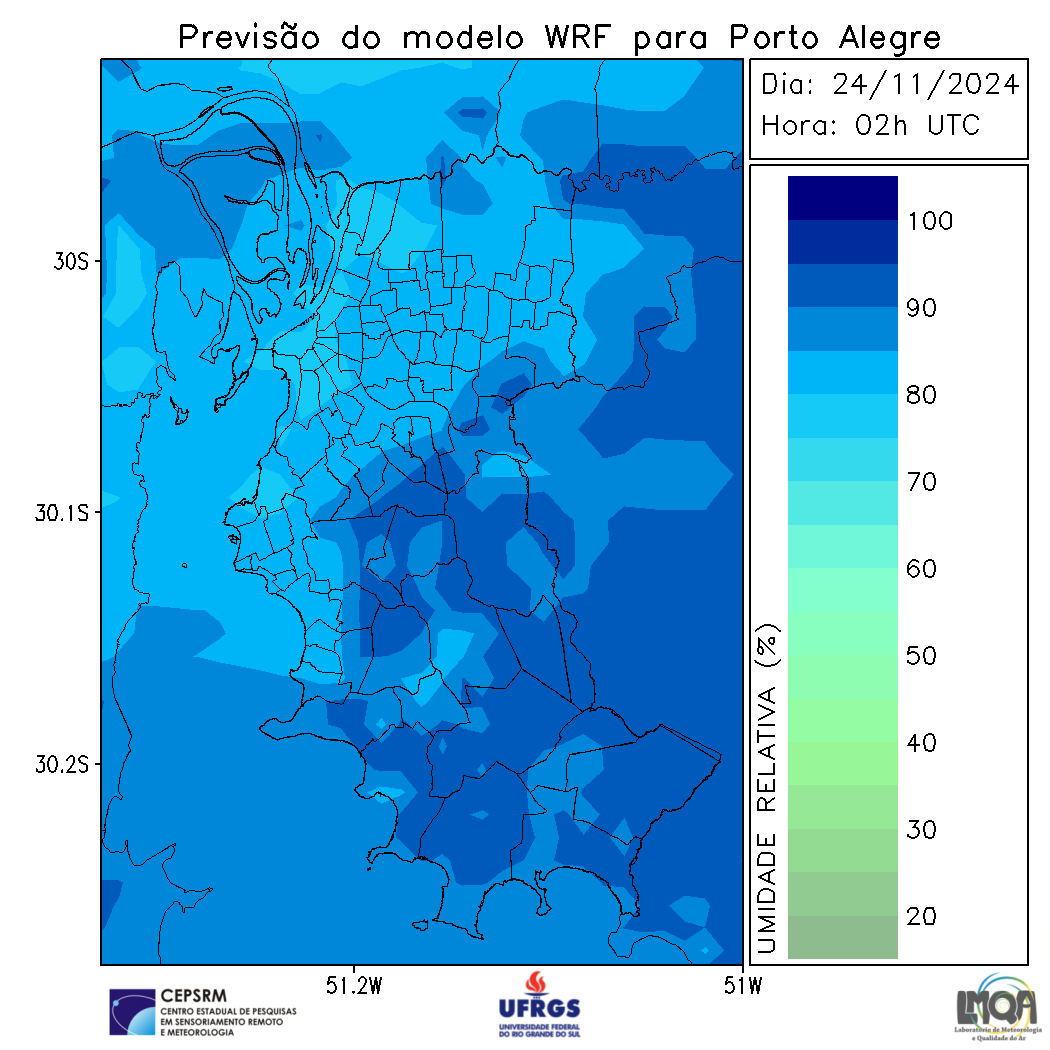 Previsão do modelo WRF para Porto Alegre
Dia: 24/11/2024
Hora: 02h UTC
30S
30.1S
30.2S
51.2W
51W
100
90
80
70
60
50
40
30
20
UMIDADE RELATIVA (%)
CEPSRM
CENTRO ESTADUAL DE PESQUISAS
EM SENSORIAMENTO REMOTO
E METEOROLOGIA
UFRGS
UNIVERSIDADE FEDERAL
DO RIO GRANDE DO SUL
LMQA
Laboratório de Meteorologia
e Qualidade do Ar